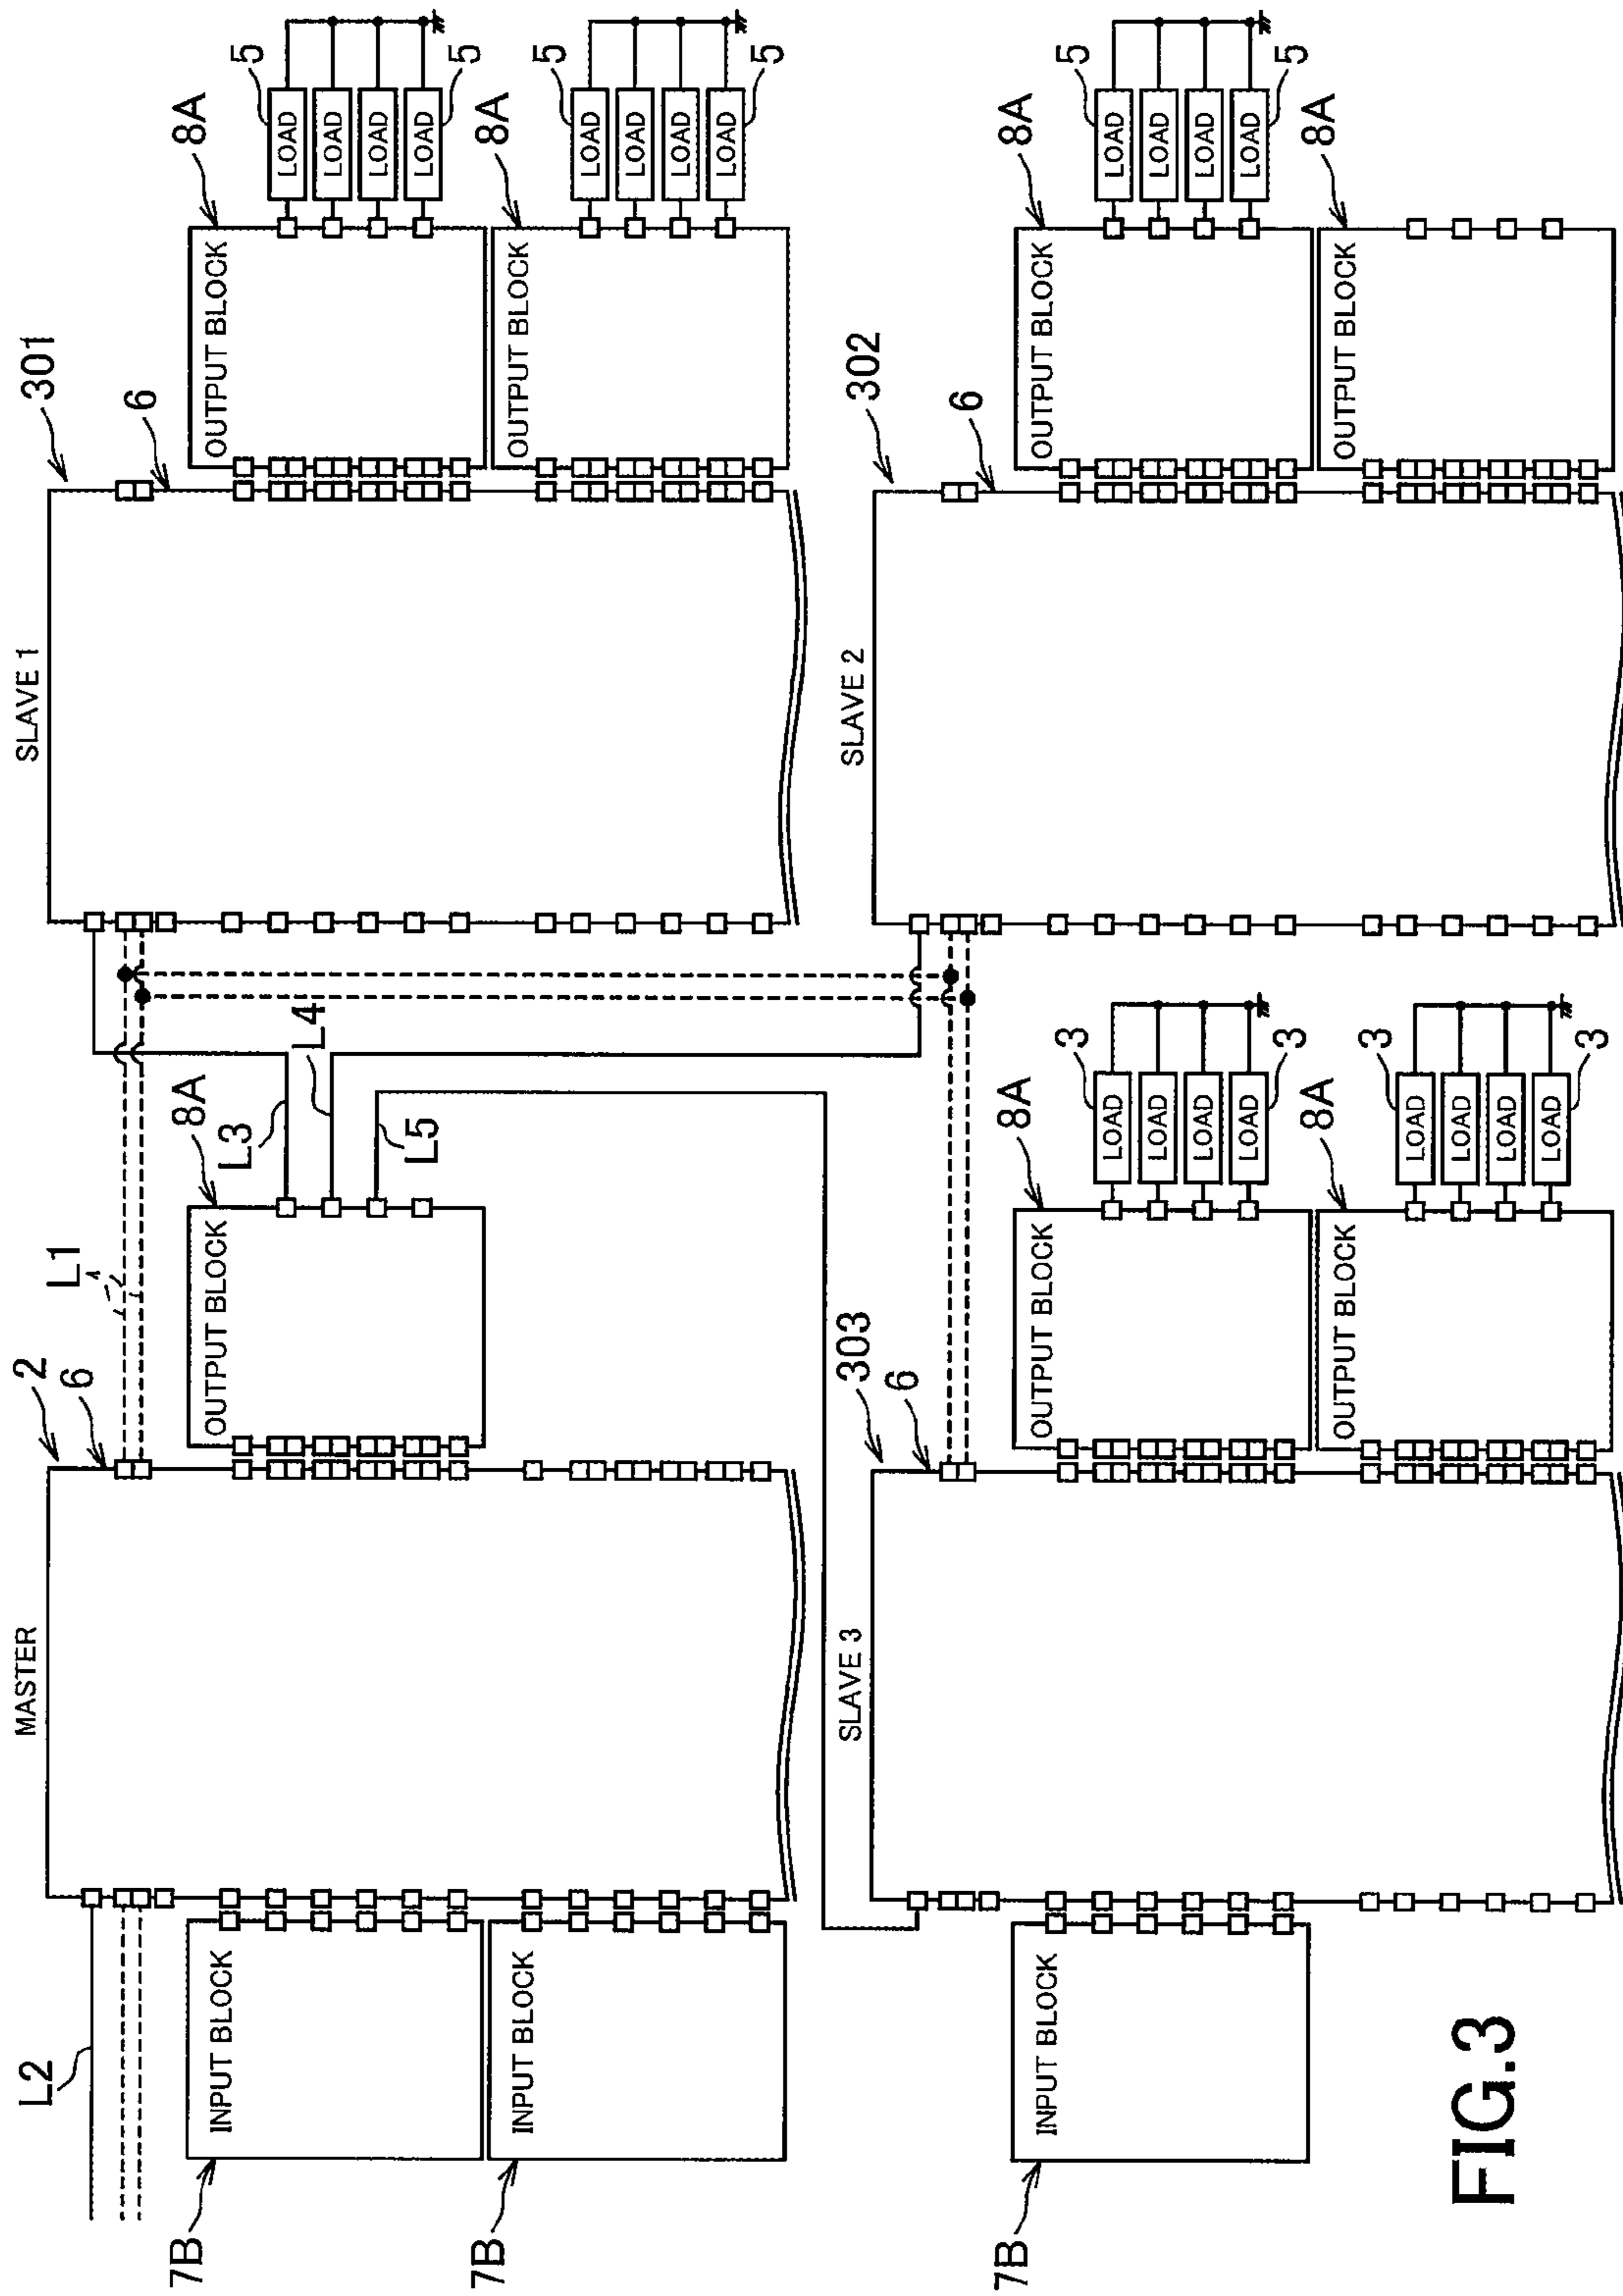 MASTER
SLAVE 1
L2
2
301
6
L1
6
7B
8A
8A
INPUT BLOCK
OUTPUT BLOCK
L3
OUTPUT BLOCK
5
LOAD
L4
LOAD
LOAD
L5
LOAD
5
7B
8A
INPUT BLOCK
OUTPUT BLOCK
5
LOAD
LOAD
LOAD
LOAD
5
SLAVE 3
SLAVE 2
303
302
6
6
7B
8A
8A
INPUT BLOCK
OUTPUT BLOCK
3
OUTPUT BLOCK
5
LOAD
LOAD
LOAD
LOAD
LOAD
LOAD
LOAD
LOAD
3
5
8A
8A
OUTPUT BLOCK
3
OUTPUT BLOCK
LOAD
LOAD
LOAD
LOAD
3
FIG.3